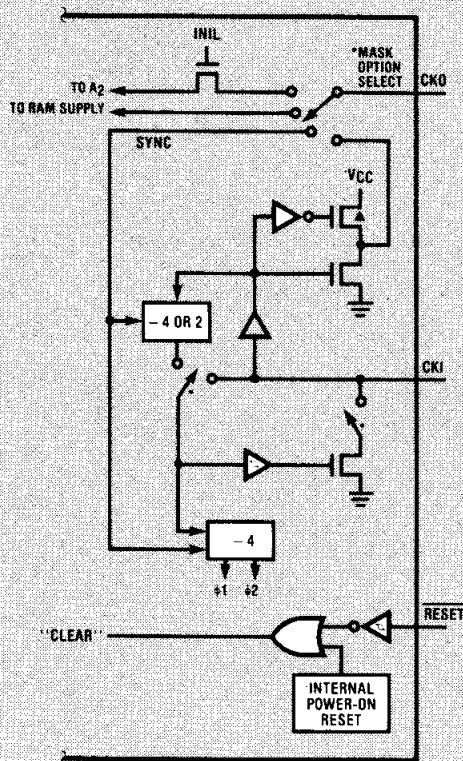 INIL
*MASK
OPTION
SELECT
CKO
TO A2
TO RAM SUPPLY
SYNC
VCC
-4 OR 2
CKI
-4
ϕ1 ϕ2
RESET
"CLEAR"
INTERNAL
POWER-ON
RESET